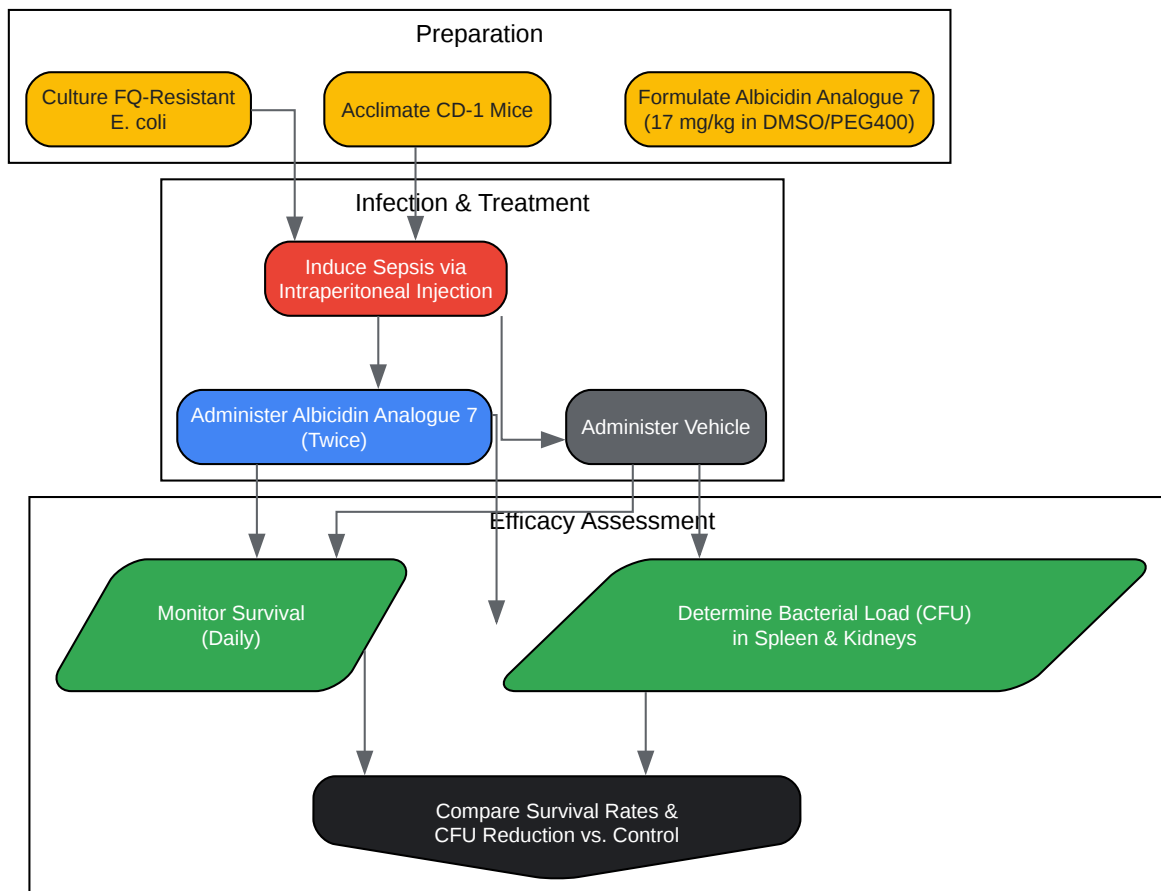 Preparation
Culture FQ-Resistant
E. coli
Acclimate CD-1 Mice
Formulate Albicidin Analogue 7
(17 mg/kg in DMSO/PEG400)
Infection & Treatment
Induce Sepsis via
Intraperitoneal Injection
Administer Albicidin Analogue 7
(Twice)
Administer Vehicle
Efficacy Assessment
Monitor Survival
(Daily)
Determine Bacterial Load (CFU)
in Spleen & Kidneys
Compare Survival Rates &
CFU Reduction vs. Control